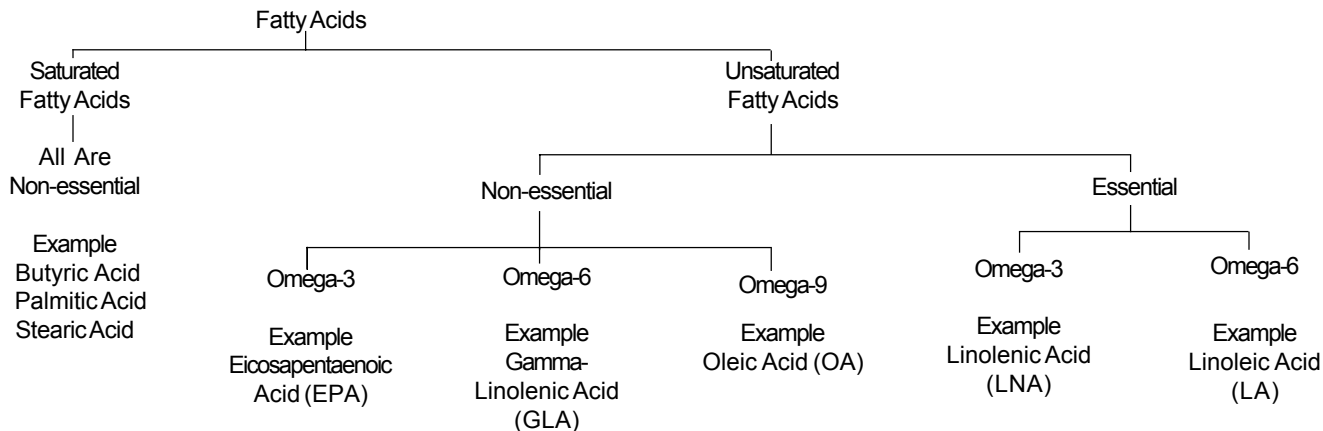 Fatty Acids
Saturated
Fatty Acids
Unsaturated
Fatty Acids
All Are
Non-essential
Non-essential
Essential
Example
Butyric Acid
Palmitic Acid
Stearic Acid
Omega-3
Omega-6
Omega-9
Omega-3
Omega-6
Example
Eicosapentaenoic
Acid (EPA)
Example
Gamma-
Linolenic Acid
(GLA)
Example
Oleic Acid (OA)
Example
Linolenic Acid
(LNA)
Example
Linoleic Acid
(LA)